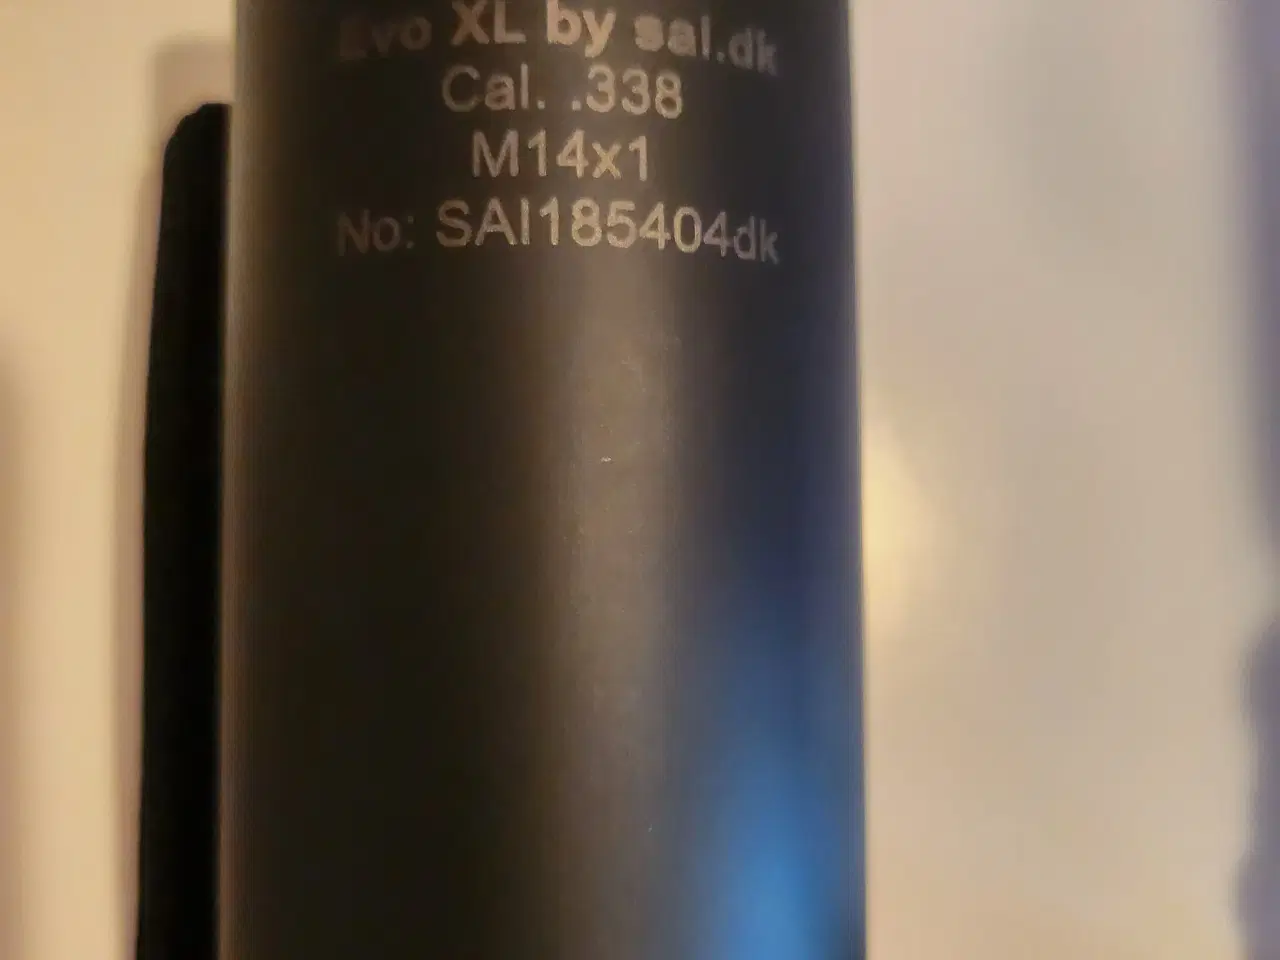 Evo XL by sai.dk
Cal. .338
M14x1
No: SAI185404dk